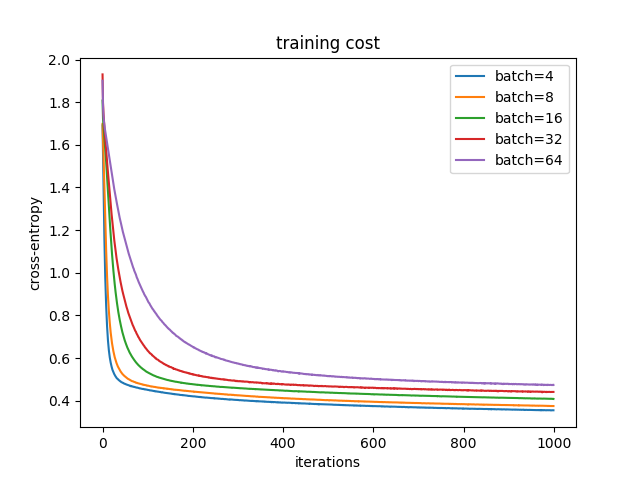 training cost
cross-entropy
2.0
1.8
1.6
1.4
1.2
1.0
0.8
0.6
0.4
batch=4
batch=8
batch=16
batch=32
batch=64
0 200 400 600 800 1000
iterations